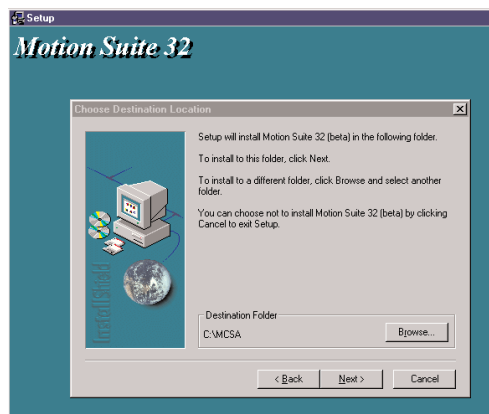 Setup
Motion Suite 32
Choose Destination Location
Setup will install Motion Suite 32 (beta) in the following folder.
To install to this folder, click Next.
To install to a different folder, click Browse and select another
folder.
You can choose not to install Motion Suite 32 (beta) by clicking
Cancel to exit Setup.
InstallShield
Destination Folder
C:\MCSA
Browse...
< Back
Next >
Cancel